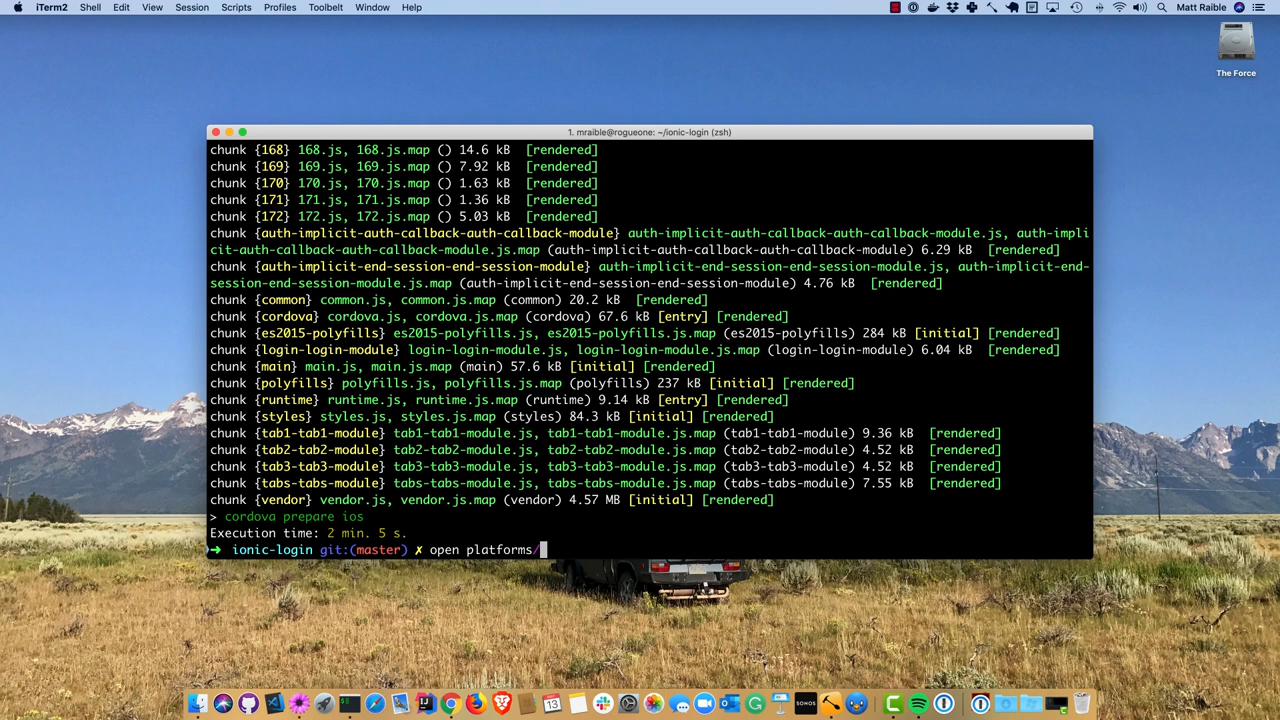 iTerm2 Shell Edit View Session Scripts Profiles Toolbelt Window Help Matt Raible
The Force
1. mraible@rogueone: ~/ionic-login (zsh)
chunk {168} 168.js, 168.js.map () 14.6 kB [rendered]
chunk {169} 169.js, 169.js.map () 7.92 kB [rendered]
chunk {170} 170.js, 170.js.map () 1.63 kB [rendered]
chunk {171} 171.js, 171.js.map () 1.36 kB [rendered]
chunk {172} 172.js, 172.js.map () 5.03 kB [rendered]
chunk {auth-implicit-auth-callback-auth-callback-module} auth-implicit-auth-callback-auth-callback-module.js, auth-impli
cit-auth-callback-auth-callback-module.js.map (auth-implicit-auth-callback-auth-callback-module) 6.29 kB [rendered]
chunk {auth-implicit-end-session-end-session-module} auth-implicit-end-session-end-session-module.js, auth-implicit-end-
session-end-session-module.js.map (auth-implicit-end-session-end-session-module) 4.76 kB [rendered]
chunk {common} common.js, common.js.map (common) 20.2 kB [rendered]
chunk {cordova} cordova.js, cordova.js.map (cordova) 67.6 kB [entry] [rendered]
chunk {es2015-polyfills} es2015-polyfills.js, es2015-polyfills.js.map (es2015-polyfills) 284 kB [initial] [rendered]
chunk {login-login-module} login-login-module.js, login-login-module.js.map (login-login-module) 6.04 kB [rendered]
chunk {main} main.js, main.js.map (main) 57.6 kB [initial] [rendered]
chunk {polyfills} polyfills.js, polyfills.js.map (polyfills) 237 kB [initial] [rendered]
chunk {runtime} runtime.js, runtime.js.map (runtime) 9.14 kB [entry] [rendered]
chunk {styles} styles.js, styles.js.map (styles) 84.3 kB [initial] [rendered]
chunk {tab1-tab1-module} tab1-tab1-module.js, tab1-tab1-module.js.map (tab1-tab1-module) 9.36 kB [rendered]
chunk {tab2-tab2-module} tab2-tab2-module.js, tab2-tab2-module.js.map (tab2-tab2-module) 4.52 kB [rendered]
chunk {tab3-tab3-module} tab3-tab3-module.js, tab3-tab3-module.js.map (tab3-tab3-module) 4.52 kB [rendered]
chunk {tabs-tabs-module} tabs-tabs-module.js, tabs-tabs-module.js.map (tabs-tabs-module) 7.55 kB [rendered]
chunk {vendor} vendor.js, vendor.js.map (vendor) 4.57 MB [initial] [rendered]
> cordova prepare ios
Execution time: 2 min. 5 s.
➜ ionic-login git:(master) ✗ open platforms/
13
SONOS